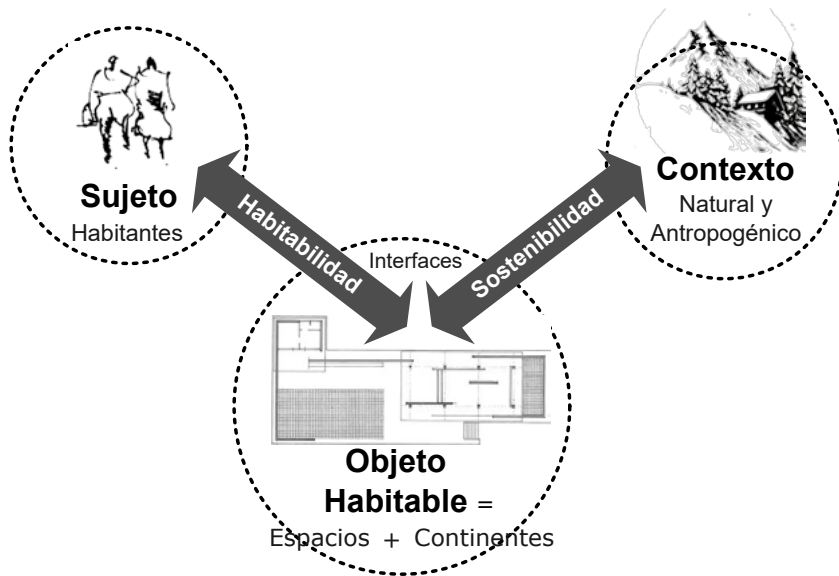 Sujeto
Habitantes
Contexto
Natural y
Antropogénico
Habitabilidad
Sostenibilidad
Interfaces
Objeto
Habitable =
Espacios + Continentes